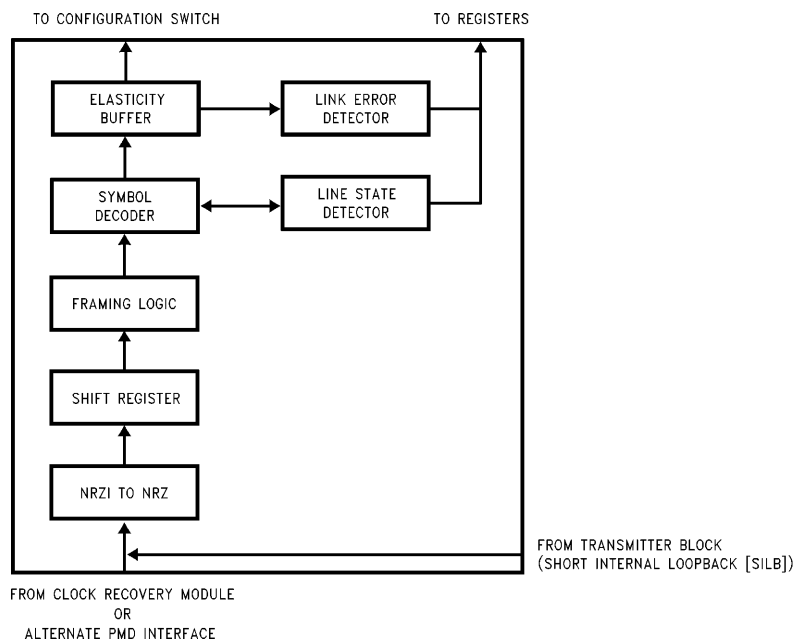 TO CONFIGURATION SWITCH
TO REGISTERS
ELASTICITY
BUFFER
LINK ERROR
DETECTOR
SYMBOL
DECODER
LINE STATE
DETECTOR
FRAMING LOGIC
SHIFT REGISTER
NRZI TO NRZ
FROM TRANSMITTER BLOCK
(SHORT INTERNAL LOOPBACK [SILB])
FROM CLOCK RECOVERY MODULE
OR
ALTERNATE PMD INTERFACE